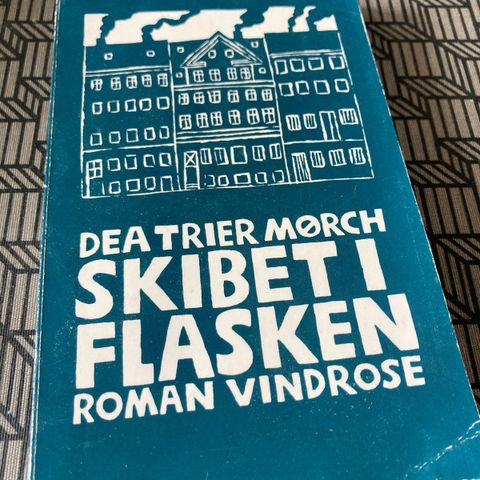 DEA TRIER MØRCH
SKIBET I
FLASKEN
ROMAN VINDROSE